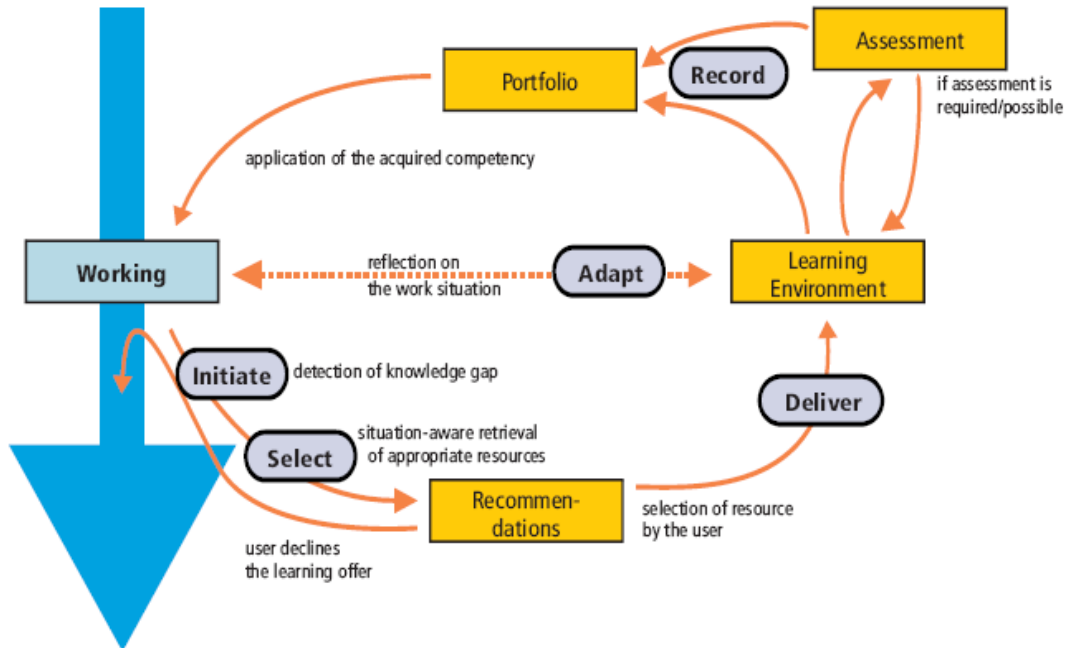 Assessment
Portfolio
Record
if assessment is
required/possible
application of the acquired competency
Working
reflection on
the work situation
Adapt
Learning
Environment
Initiate
detection of knowledge gap
Deliver
Select
situation-aware retrieval
of appropriate resources
Recommen-
dations
selection of resource
by the user
user declines
the learning offer